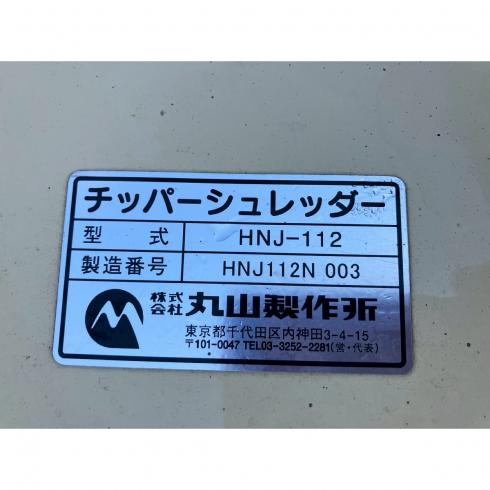 チッパーシュレッダー
型式 HNJ-112
製造番号 HNJ112N 003
株式会社 丸山製作所
東京都千代田区内神田3-4-15
〒101-0047 TEL03-3252-2281(営・代表)